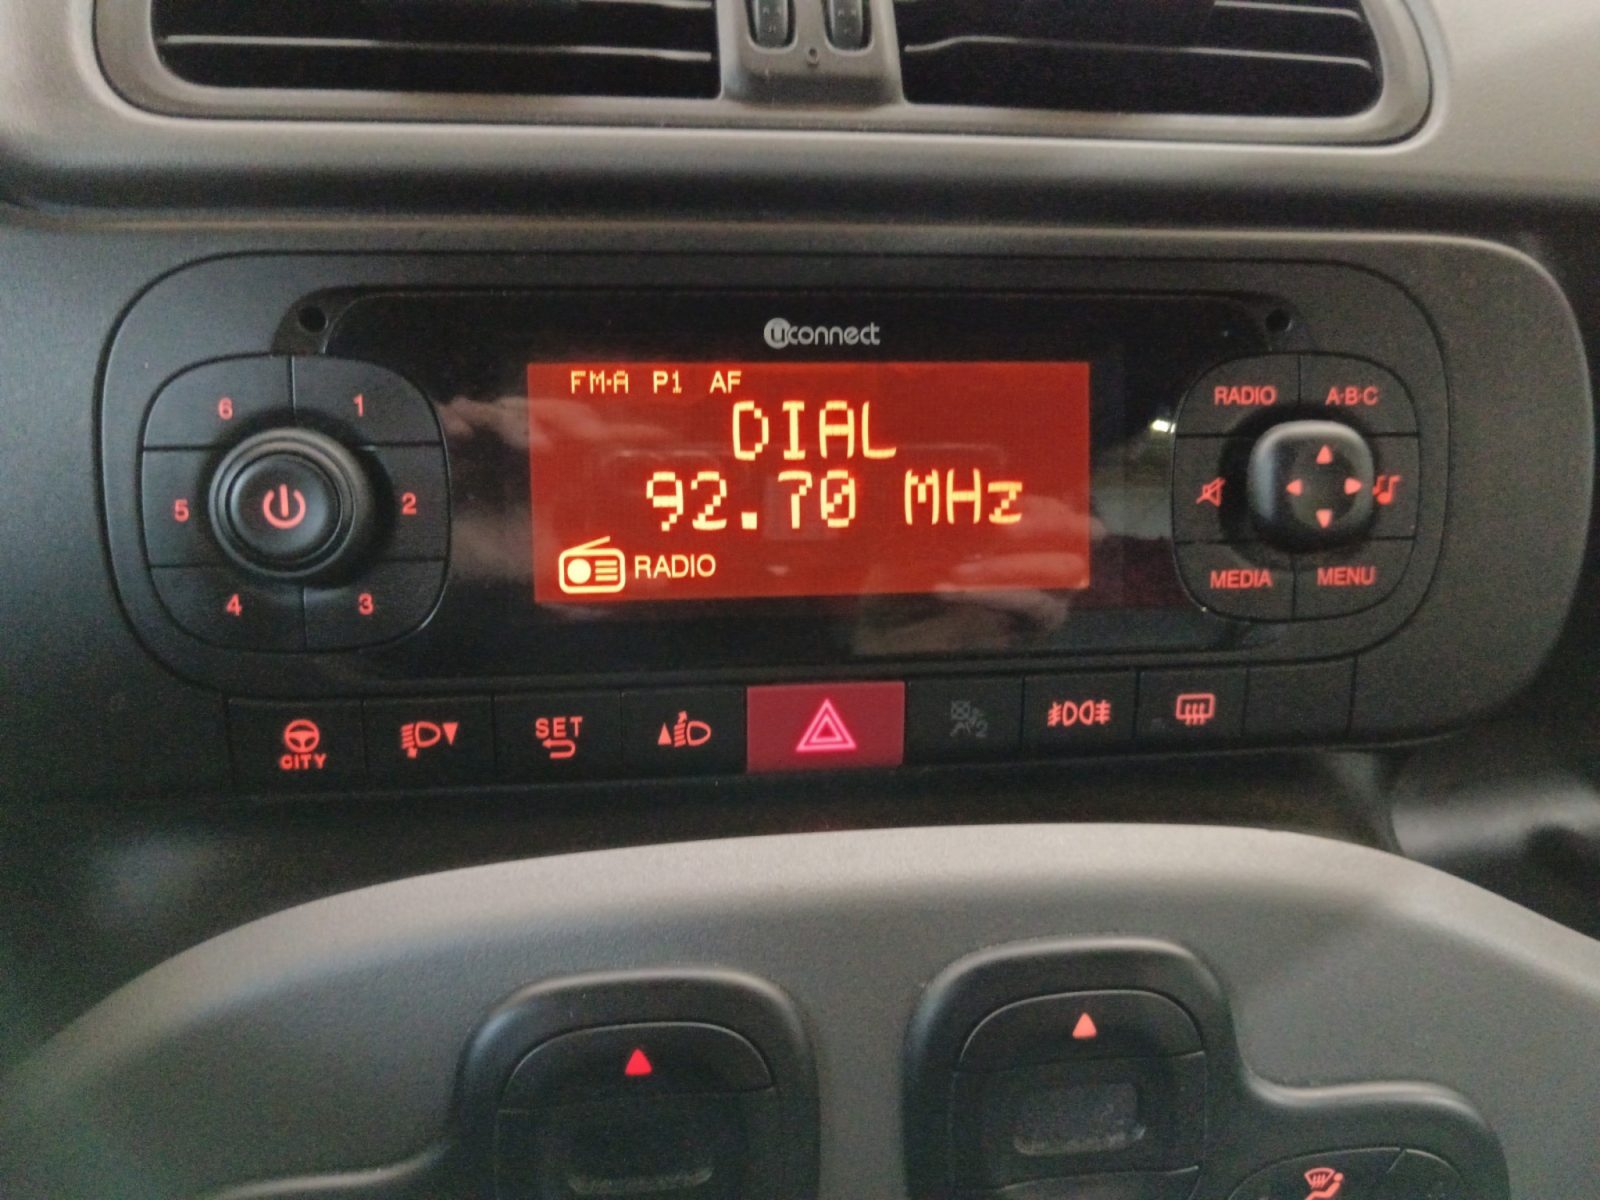 uconnect
FM·A P1 AF
DIAL
92.70 MHz
RADIO
6 1
5 2
4 3
RADIO A·B·C
MEDIA MENU
CITY
SET